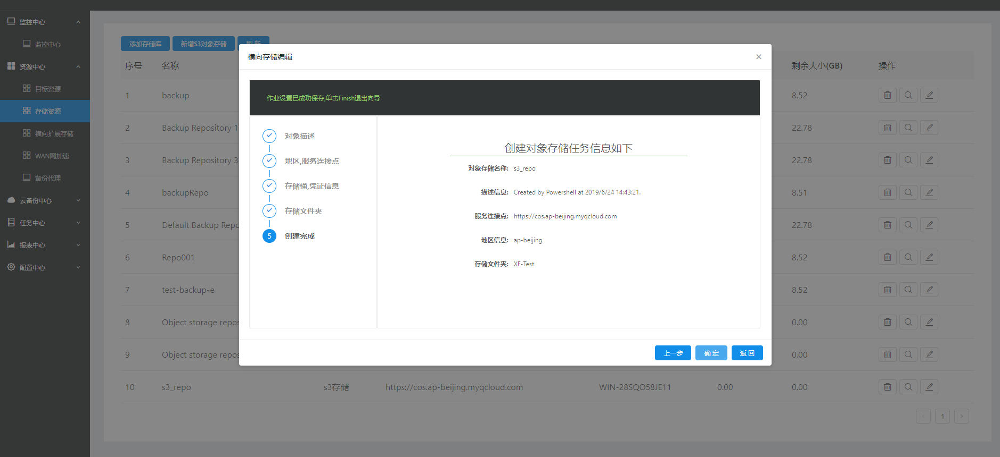 监控中心
监控中心
资源中心
目标资源
存储资源
横向扩展存储
WAN网加速
备份代理
云备份中心
任务中心
报表中心
配置中心
添加存储库 新增S3对象存储 刷 新
序号 名称 剩余大小(GB) 操作
1 backup 8.52
2 Backup Repository 1 22.78
3 Backup Repository 3 22.78
4 backupRepo 8.51
5 Default Backup Repo 22.78
6 Repo001 8.52
7 test-backup-e 8.52
8 Object storage repos 0.00
9 Object storage repos 0.00
10 s3_repo s3存储 https://cos.ap-beijing.myqcloud.com WIN-28SQO58JE11 0.00 0.00
1
横向存储编辑
作业设置已成功保存,单击Finish退出向导
对象描述
地区,服务连接点
存储桶,凭证信息
存储文件夹
5 创建完成
创建对象存储任务信息如下
对象存储名称: s3_repo
描述信息: Created by Powershell at 2019/6/24 14:43:21.
服务连接点: https://cos.ap-beijing.myqcloud.com
地区信息: ap-beijing
存储文件夹: XF-Test
上一步 确 定 返 回